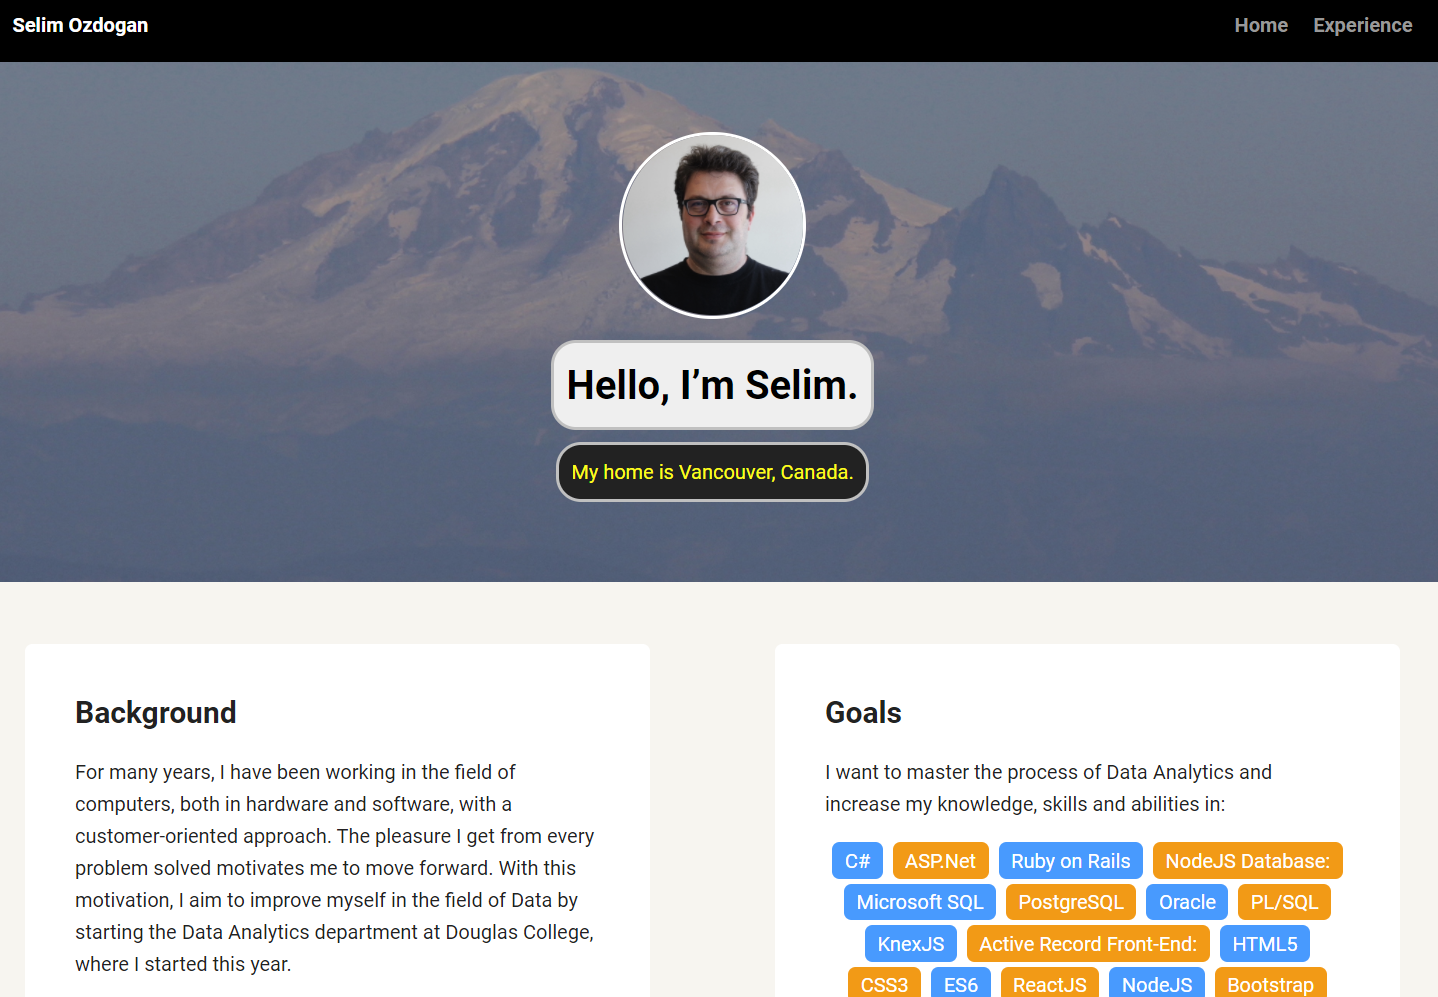 Selim Ozdogan
Home Experience
Hello, I’m Selim.
My home is Vancouver, Canada.
Background
For many years, I have been working in the field of
computers, both in hardware and software, with a
customer-oriented approach. The pleasure I get from every
problem solved motivates me to move forward. With this
motivation, I aim to improve myself in the field of Data by
starting the Data Analytics department at Douglas College,
where I started this year.
Goals
I want to master the process of Data Analytics and
increase my knowledge, skills and abilities in:
C# ASP.Net Ruby on Rails NodeJS Database:
Microsoft SQL PostgreSQL Oracle PL/SQL
KnexJS Active Record Front-End: HTML5
CSS3 ES6 ReactJS NodeJS Bootstrap